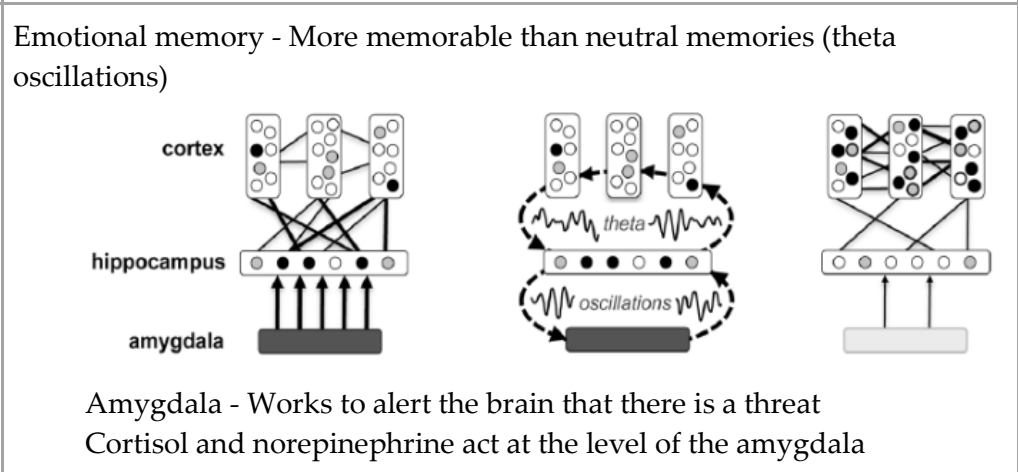 Emotional memory - More memorable than neutral memories (theta
oscillations)
cortex
theta
hippocampus
oscillations
amygdala
Amygdala - Works to alert the brain that there is a threat
Cortisol and norepinephrine act at the level of the amygdala